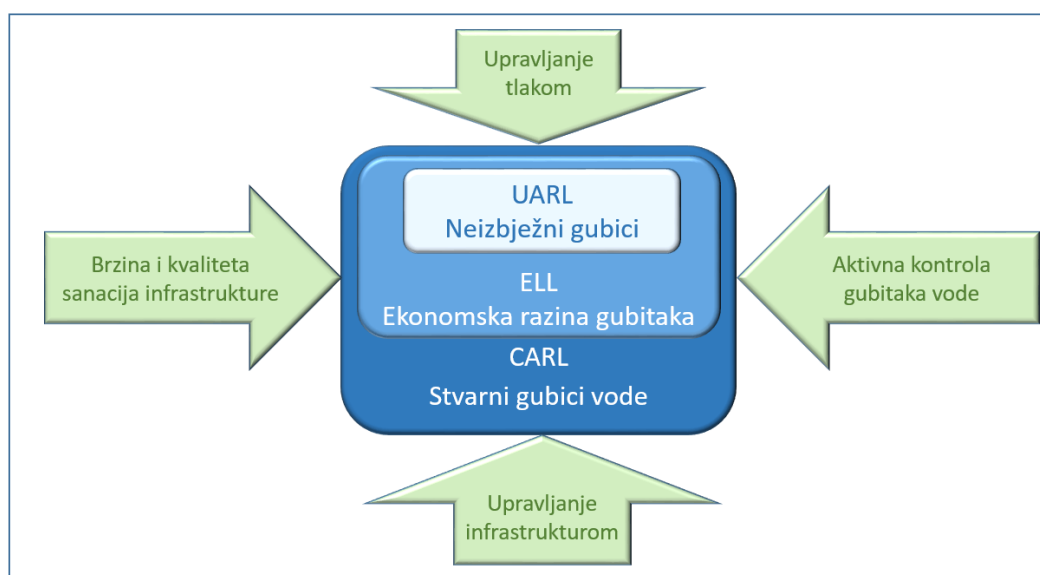 Upravljanje
tlakom
UARL
Neizbježni gubici
Brzina i kvaliteta
sanacija infrastrukture
ELL
Ekonomska razina gubitaka
Aktivna kontrola
gubitaka vode
CARL
Stvarni gubici vode
Upravljanje
infrastrukturom